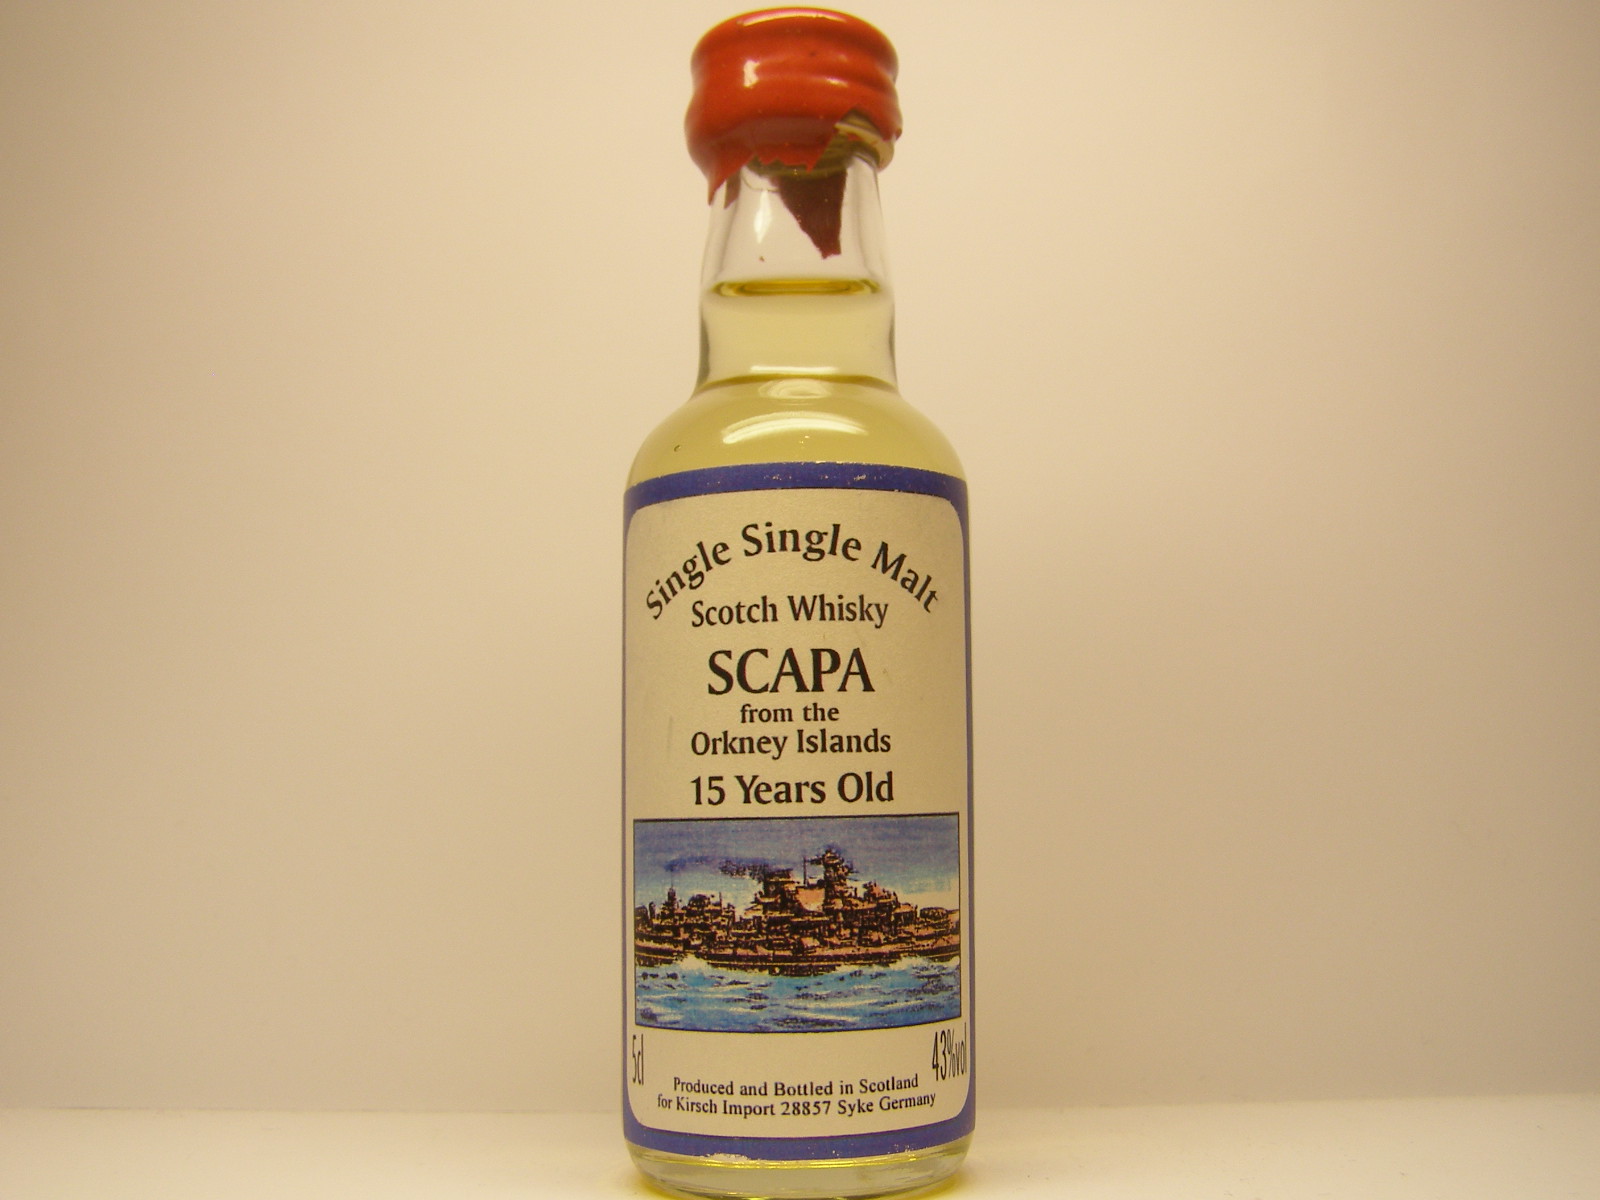 Single Single Malt
Scotch Whisky
SCAPA
from the
Orkney Islands
15 Years Old
5cl
43%vol
Produced and Bottled in Scotland
for Kirsch Import 28857 Syke Germany